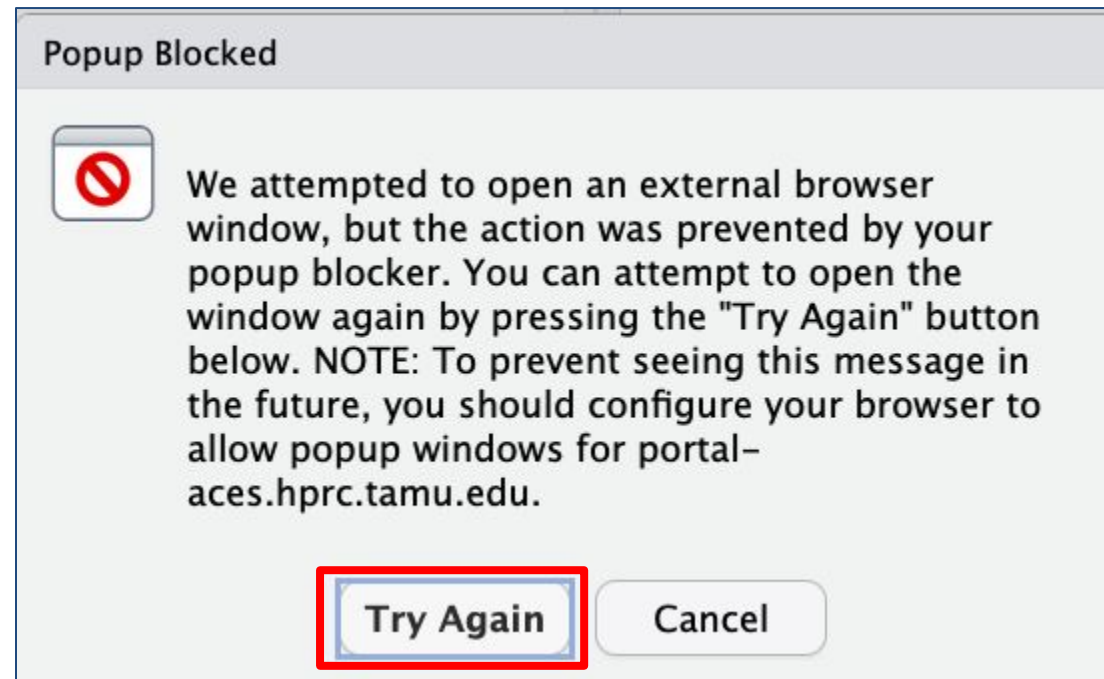 Popup Blocked
We attempted to open an external browser
window, but the action was prevented by your
popup blocker. You can attempt to open the
window again by pressing the "Try Again" button
below. NOTE: To prevent seeing this message in
the future, you should configure your browser to
allow popup windows for portal-
aces.hprc.tamu.edu.
Try Again
Cancel